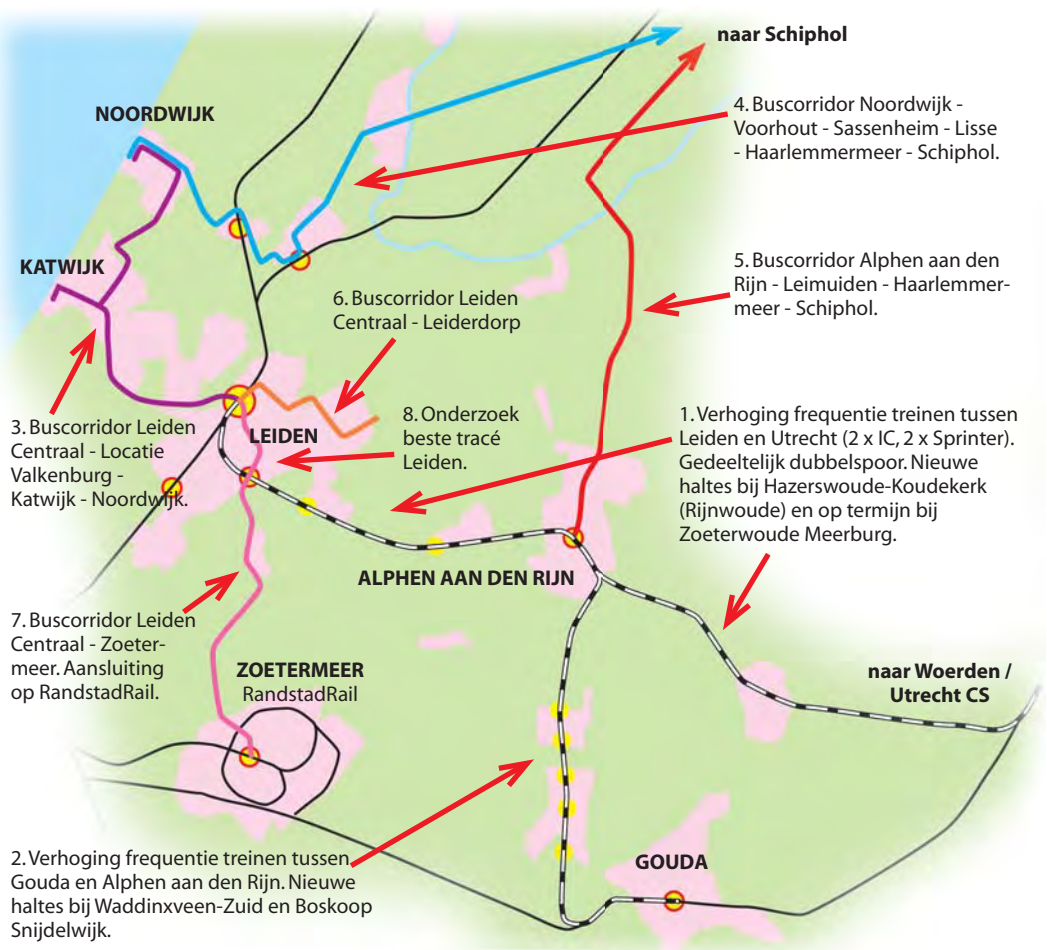 naar Schiphol
NOORDWIJK
4. Buscorridor Noordwijk -
Voorhout - Sassenheim - Lisse
- Haarlemmermeer - Schiphol.
KATWIJK
5. Buscorridor Alphen aan den
Rijn - Leimuiden - Haarlemmer-
meer - Schiphol.
6. Buscorridor Leiden
Centraal - Leiderdorp
3. Buscorridor Leiden
Centraal - Locatie
Valkenburg -
Katwijk - Noordwijk.
LEIDEN
8. Onderzoek
beste tracé
Leiden.
1. Verhoging frequentie treinen tussen
Leiden en Utrecht (2 x IC, 2 x Sprinter).
Gedeeltelijk dubbelspoor. Nieuwe
haltes bij Hazerswoude-Koudekerk
(Rijnwoude) en op termijn bij
Zoeterwoude Meerburg.
ALPHEN AAN DEN RIJN
7. Buscorridor Leiden
Centraal - Zoeter-
meer. Aansluiting
op RandstadRail.
ZOETERMEER
RandstadRail
naar Woerden /
Utrecht CS
2. Verhoging frequentie treinen tussen
Gouda en Alphen aan den Rijn. Nieuwe
haltes bij Waddinxveen-Zuid en Boskoop
Snijdelwijk.
GOUDA